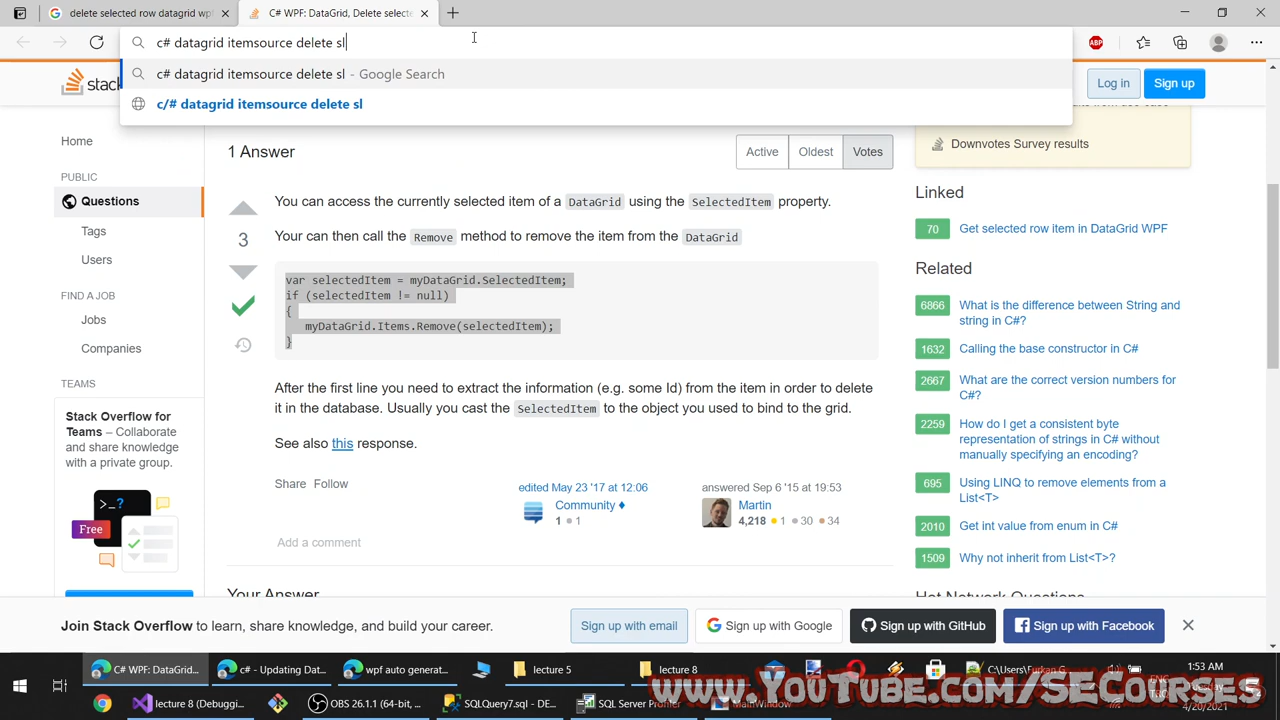 delete selected row datagrid wp
C# WPF: DataGrid, Delete selecte
c# datagrid itemsource delete sl
c# datagrid itemsource delete sl - Google Search
c/# datagrid itemsource delete sl
stack
Log in
Sign up
ABP
Home
PUBLIC
Questions
Tags
Users
FIND A JOB
Jobs
Companies
TEAMS
Stack Overflow for
Teams – Collaborate
and share knowledge
with a private group.
>_?
Free
1 Answer
Active
Oldest
Votes
You can access the currently selected item of a DataGrid using the SelectedItem property.
3
Your can then call the Remove method to remove the item from the DataGrid
var selectedItem = myDataGrid.SelectedItem;
if (selectedItem != null)
{
myDataGrid.Items.Remove(selectedItem);
}
After the first line you need to extract the information (e.g. some Id) from the item in order to delete
it in the database. Usually you cast the SelectedItem to the object you used to bind to the grid.
See also this response.
Share Follow
edited May 23 '17 at 12:06
Community ♦
1 1
answered Sep 6 '15 at 19:53
Martin
4,218 1 30 34
Add a comment
Your Answer
Downvotes Survey results
Linked
70 Get selected row item in DataGrid WPF
Related
6866 What is the difference between String and
string in C#?
1632 Calling the base constructor in C#
2667 What are the correct version numbers for
C#?
2259 How do I get a consistent byte
representation of strings in C# without
manually specifying an encoding?
695 Using LINQ to remove elements from a
List<T>
2010 Get int value from enum in C#
1509 Why not inherit from List<T>?
Hot Network Questions
Join Stack Overflow to learn, share knowledge, and build your career.
Sign up with email
Sign up with Google
Sign up with GitHub
Sign up with Facebook
C# WPF: DataGrid...
c# - Updating Dat...
wpf auto generat...
lecture 5
lecture 8
C:\Users\Furkan G...
1:53 AM
ENG
4/20/2021
lecture 8 (Debuggi...
OBS 26.1.1 (64-bit, ...
SQLQuery7.sql - DE...
SQL Server Profiler
MainWindow
www.YouTube.com/SECourses